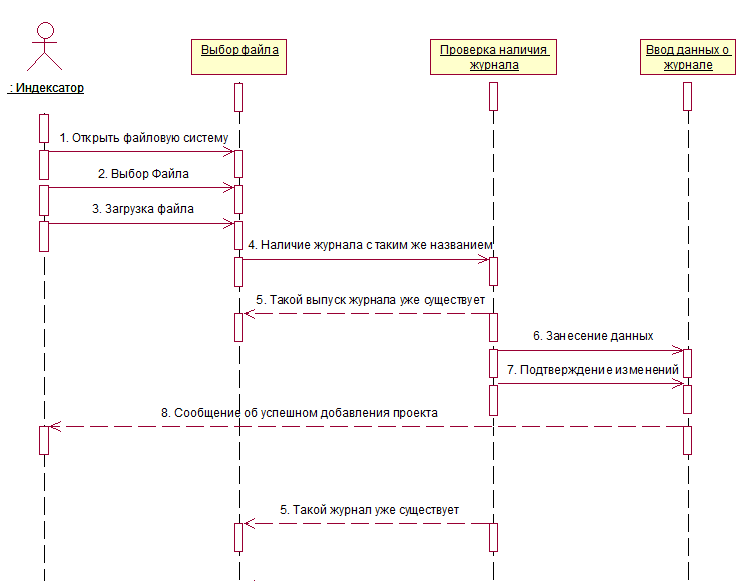 Выбор файла
Проверка наличия
журнала
Ввод данных о
журнале
: Индексатор
1. Открыть файловую систему
2. Выбор Файла
3. Загрузка файла
4. Наличие журнала с таким же названием
5. Такой выпуск журнала уже существует
6. Занесение данных
7. Подтверждение изменений
8. Сообщение об успешном добавления проекта
5. Такой журнал уже существует